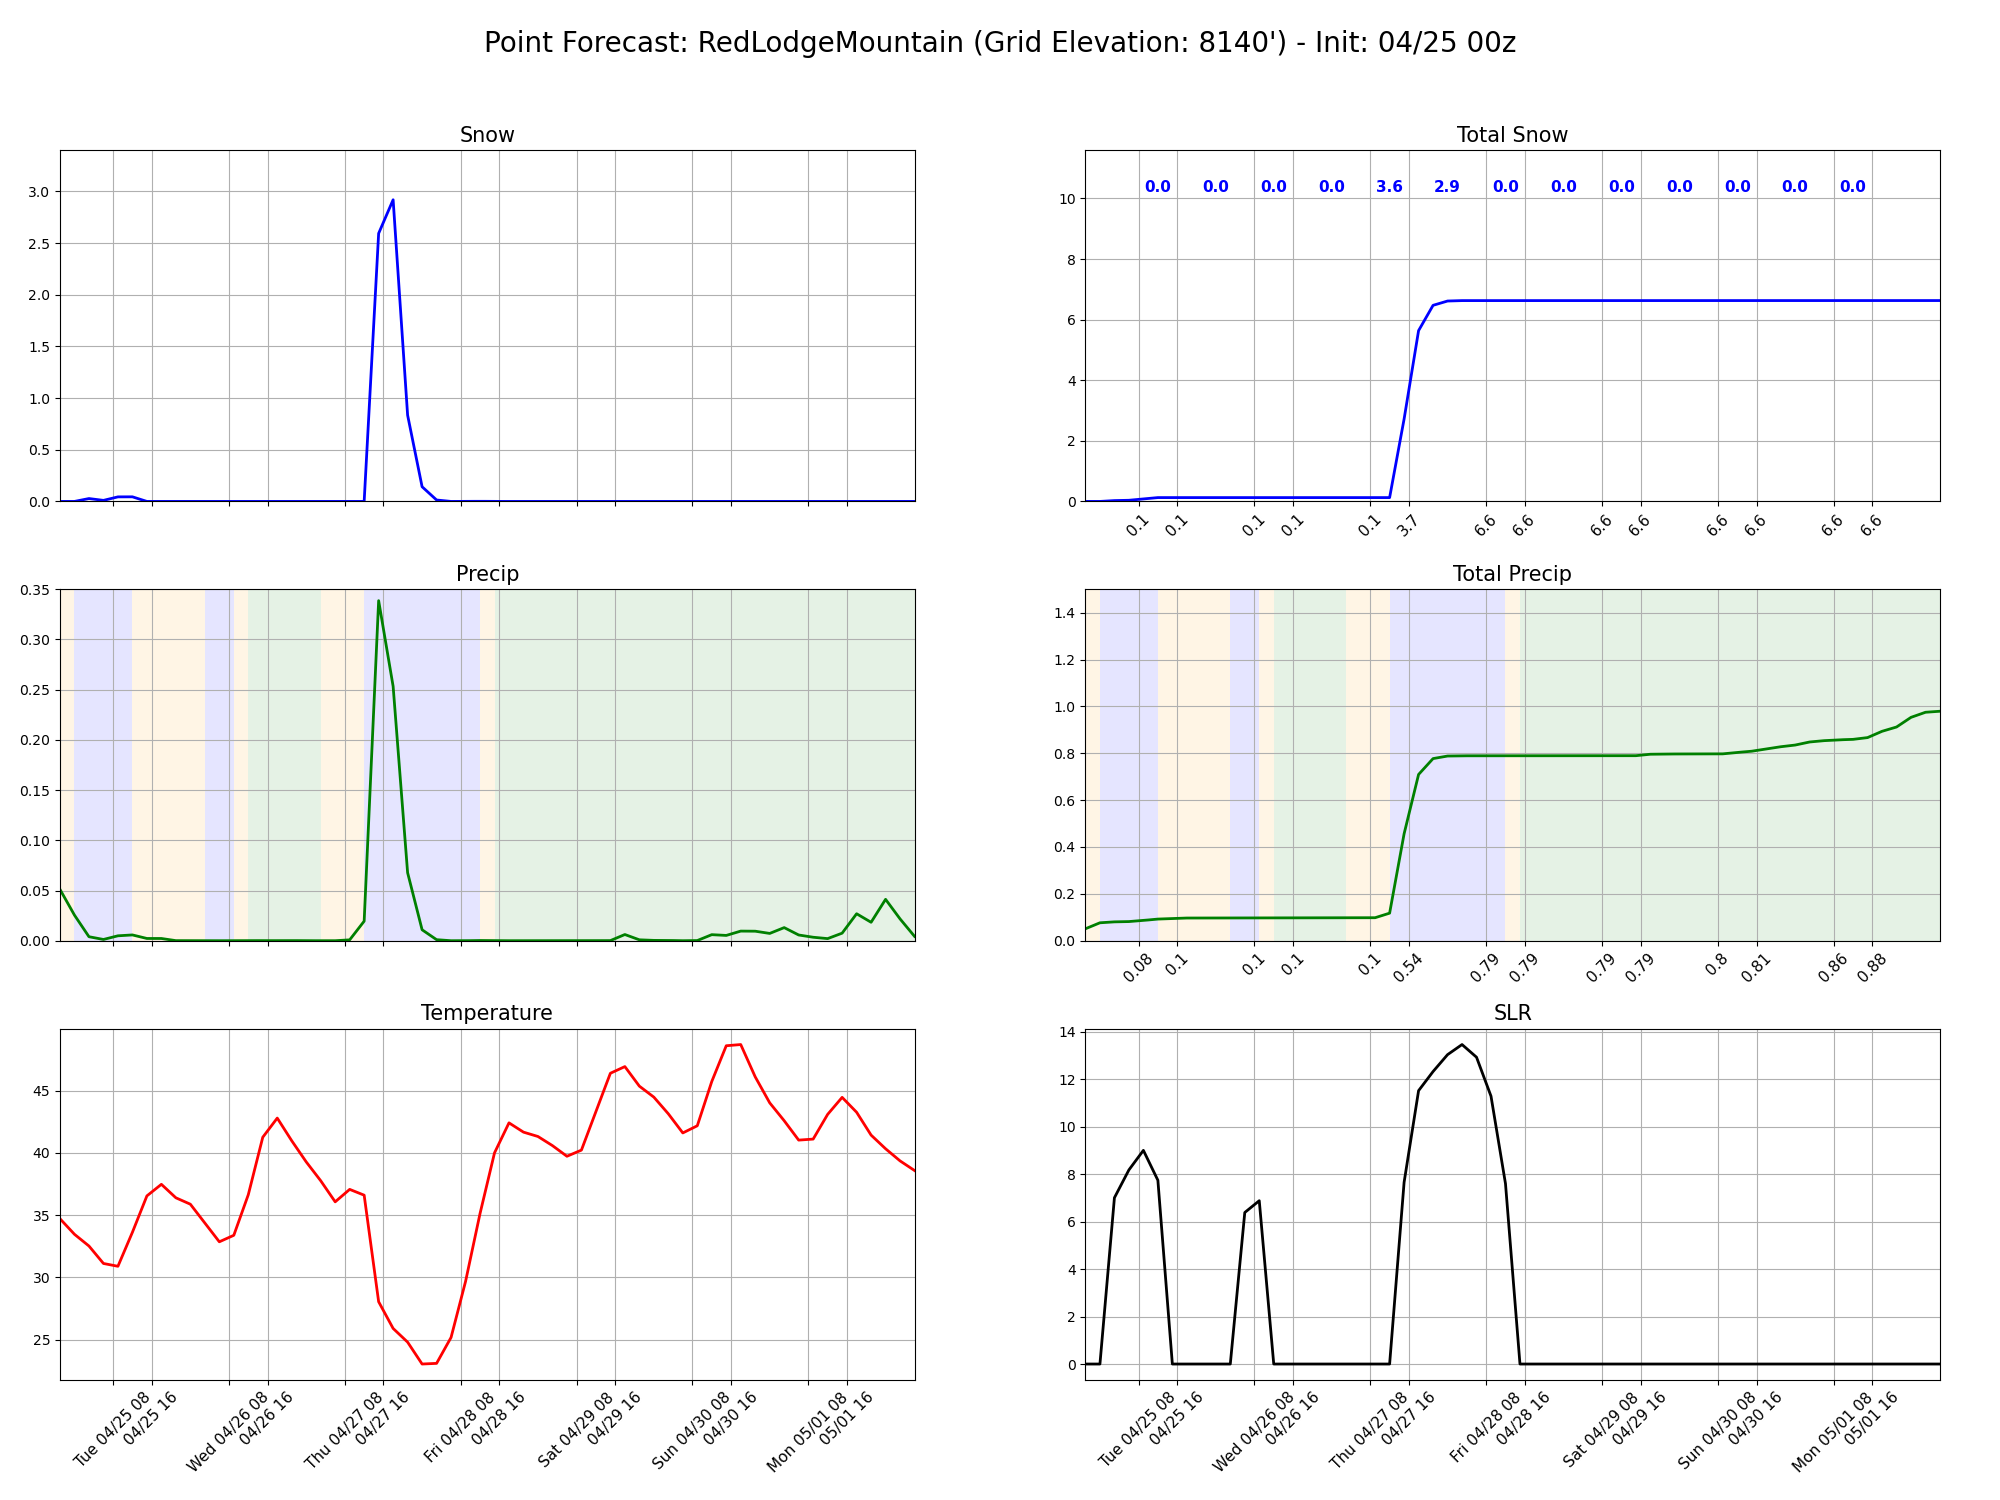 Point Forecast: RedLodgeMountain (Grid Elevation: 8140') - Init: 04/25 00z
Snow
3.0
2.5
2.0
1.5
1.0
0.5
0.0
Total Snow
0.0 0.0 0.0 0.0 3.6 2.9 0.0 0.0 0.0 0.0 0.0 0.0 0.0
10
8
6
4
2
0
0.1 0.1 0.1 0.1 0.1 3.7 6.6 6.6 6.6 6.6 6.6 6.6 6.6 6.6
Precip
0.35
0.30
0.25
0.20
0.15
0.10
0.05
0.00
Total Precip
1.4
1.2
1.0
0.8
0.6
0.4
0.2
0.0
0.08 0.1 0.1 0.1 0.1 0.54 0.79 0.79 0.79 0.79 0.8 0.81 0.86 0.88
Temperature
45
40
35
30
25
Tue 04/25 08
04/25 16
Wed 04/26 08
04/26 16
Thu 04/27 08
04/27 16
Fri 04/28 08
04/28 16
Sat 04/29 08
04/29 16
Sun 04/30 08
04/30 16
Mon 05/01 08
05/01 16
SLR
14
12
10
8
6
4
2
0
Tue 04/25 08
04/25 16
Wed 04/26 08
04/26 16
Thu 04/27 08
04/27 16
Fri 04/28 08
04/28 16
Sat 04/29 08
04/29 16
Sun 04/30 08
04/30 16
Mon 05/01 08
05/01 16